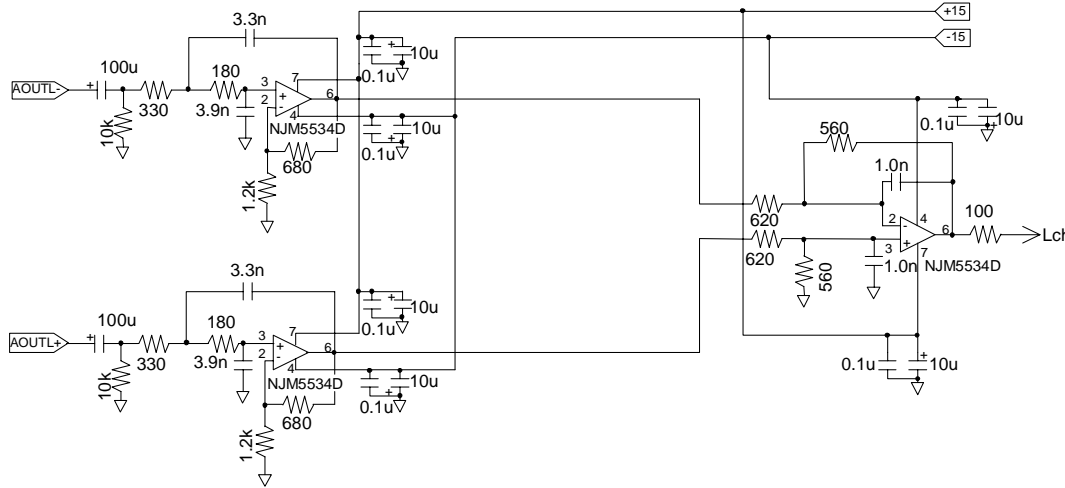 +15
-15
3.3n
100u
180
AOUTL-
+
330
3.9n
10k
3
2
+
-
7
4
6
NJM5534D
680
1.2k
+
10u
0.1u
10u
0.1u
+
0.1u
10u
+
560
1.0n
620
620
560
2
3
-
+
4
7
6
1.0n
NJM5534D
100
Lch
0.1u
+
10u
3.3n
100u
180
AOUTL+
+
330
3.9n
10k
3
2
+
-
7
4
6
NJM5534D
680
1.2k
+
10u
0.1u
10u
0.1u
+